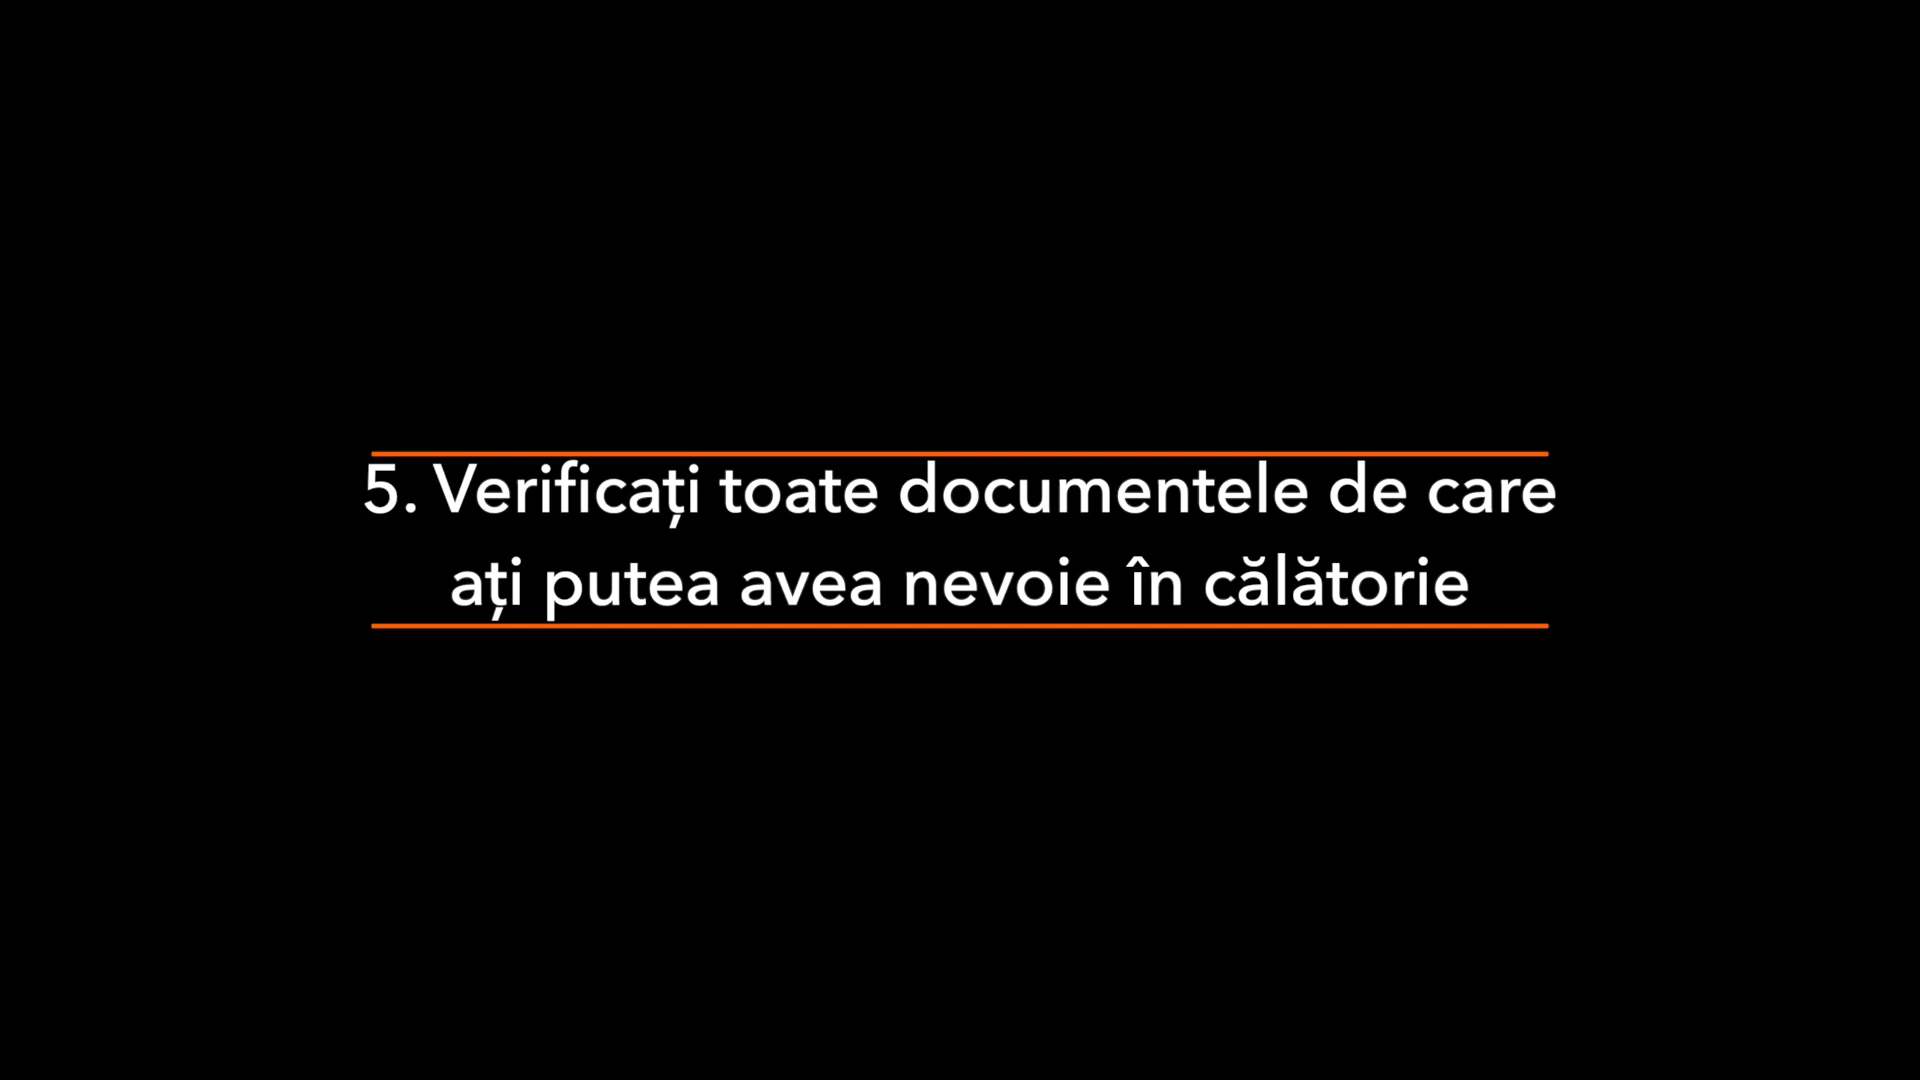 5. Verificați toate documentele de care
ați putea avea nevoie în călătorie